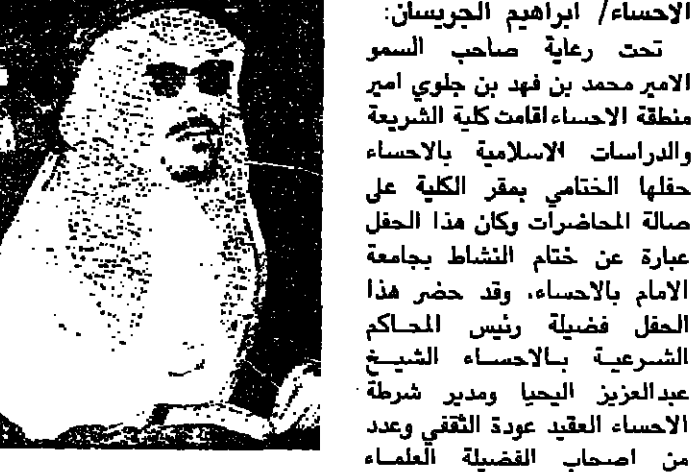 الاحساء/ ابراهيم الجريسان:
تحت رعاية صاحب السمو
الامير محمد بن فهد بن جلوي امير
منطقة الاحساء اقامت كلية الشريعة
والدراسات الاسلامية بالاحساء
حفلها الختامي بمقر الكلية على
صالة المحاضرات وكان هذا الحفل
عبارة عن ختام النشاط بجامعة
الامام بالاحساء، وقد حضر هذا
الحفل فضيلة رئيس المحاكم
الشرعية بالاحساء الشيخ
عبدالعزيز اليحيا ومدير شرطة
الاحساء العقيد عودة الثقفي وعدد
من اصحاب الفضيلة العلماء